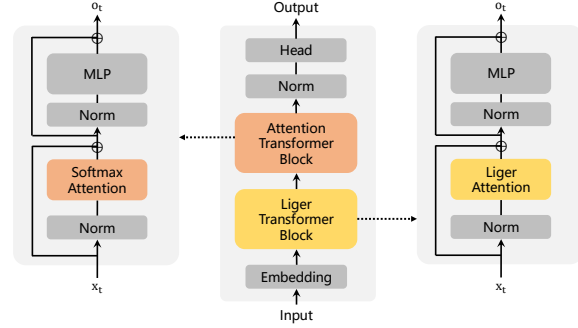 o_t
MLP
Norm
Softmax
Attention
Norm
x_t
Output
Head
Norm
Attention
Transformer
Block
Liger
Transformer
Block
Embedding
Input
o_t
MLP
Norm
Liger
Attention
Norm
x_t